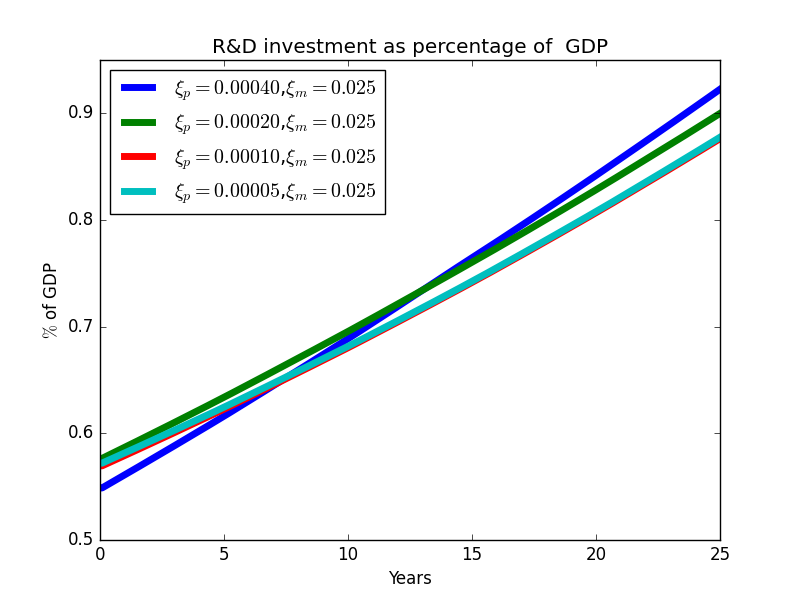 R&D investment as percentage of  GDP
ξp = 0.00040,ξm = 0.025
ξp = 0.00020,ξm = 0.025
ξp = 0.00010,ξm = 0.025
ξp = 0.00005,ξm = 0.025
% of GDP
0.9
0.8
0.7
0.6
0.5
0 5 10 15 20 25
Years